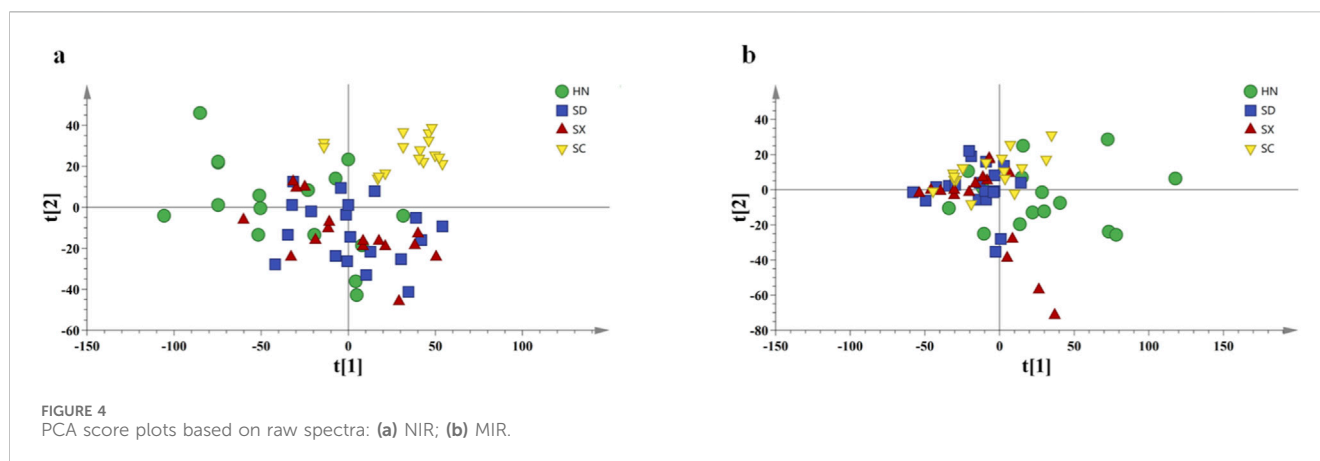 a
t[2]
40
20
0
-20
-40
-60
-150
-100
-50
0
50
100
t[1]
HN
SD
SX
SC
b
t[2]
40
20
0
-20
-40
-60
-80
-150
-100
-50
0
50
100
150
t[1]
HN
SD
SX
SC
FIGURE 4
PCA score plots based on raw spectra: (a) NIR; (b) MIR.